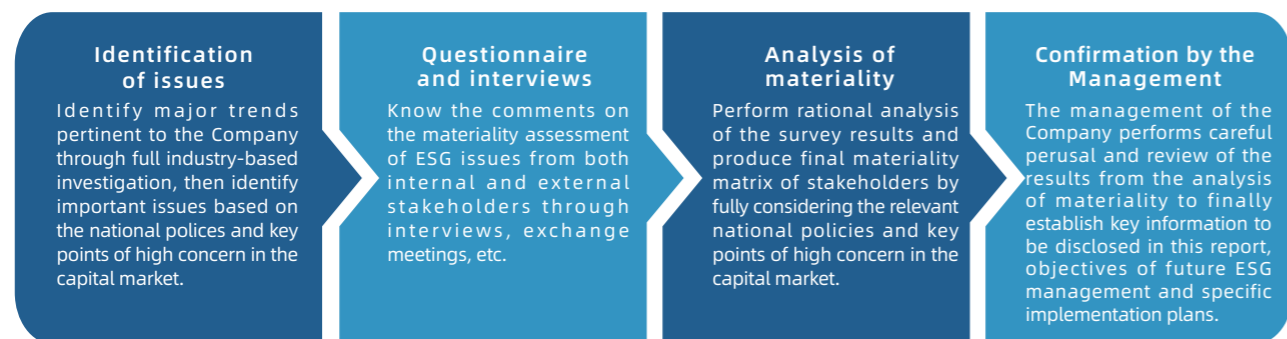 Identification
of issues
Identify major trends
pertinent to the Company
through full industry-based
investigation, then identify
important issues based on
the national polices and key
points of high concern in the
capital market.
Questionnaire
and interviews
Know the comments on
the materiality assessment
of ESG issues from both
internal and external
stakeholders through
interviews, exchange
meetings, etc.
Analysis of
materiality
Perform rational analysis
of the survey results and
produce final materiality
matrix of stakeholders by
fully considering the relevant
national policies and key
points of high concern in the
capital market.
Confirmation by the
Management
The management of the
Company performs careful
perusal and review of the
results from the analysis
of materiality to finally
establish key information to
be disclosed in this report,
objectives of future ESG
management and specific
implementation plans.